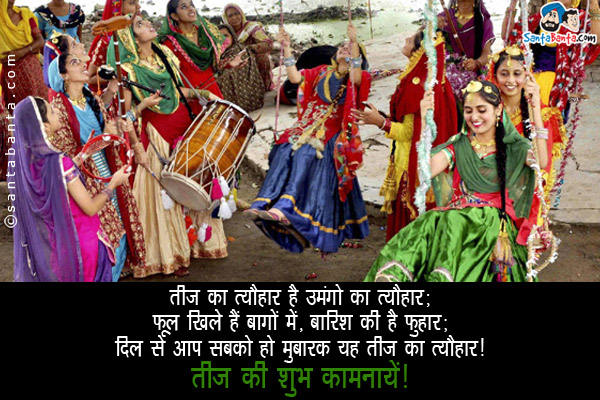 SantaBanta.com
© santabanta.com
तीज का त्यौहार है उमंगो का त्यौहार;
फूल खिले हैं बागों में, बारिश की है फुहार;
दिल से आप सबको हो मुबारक यह तीज का त्यौहार!
तीज की शुभ कामनायें!